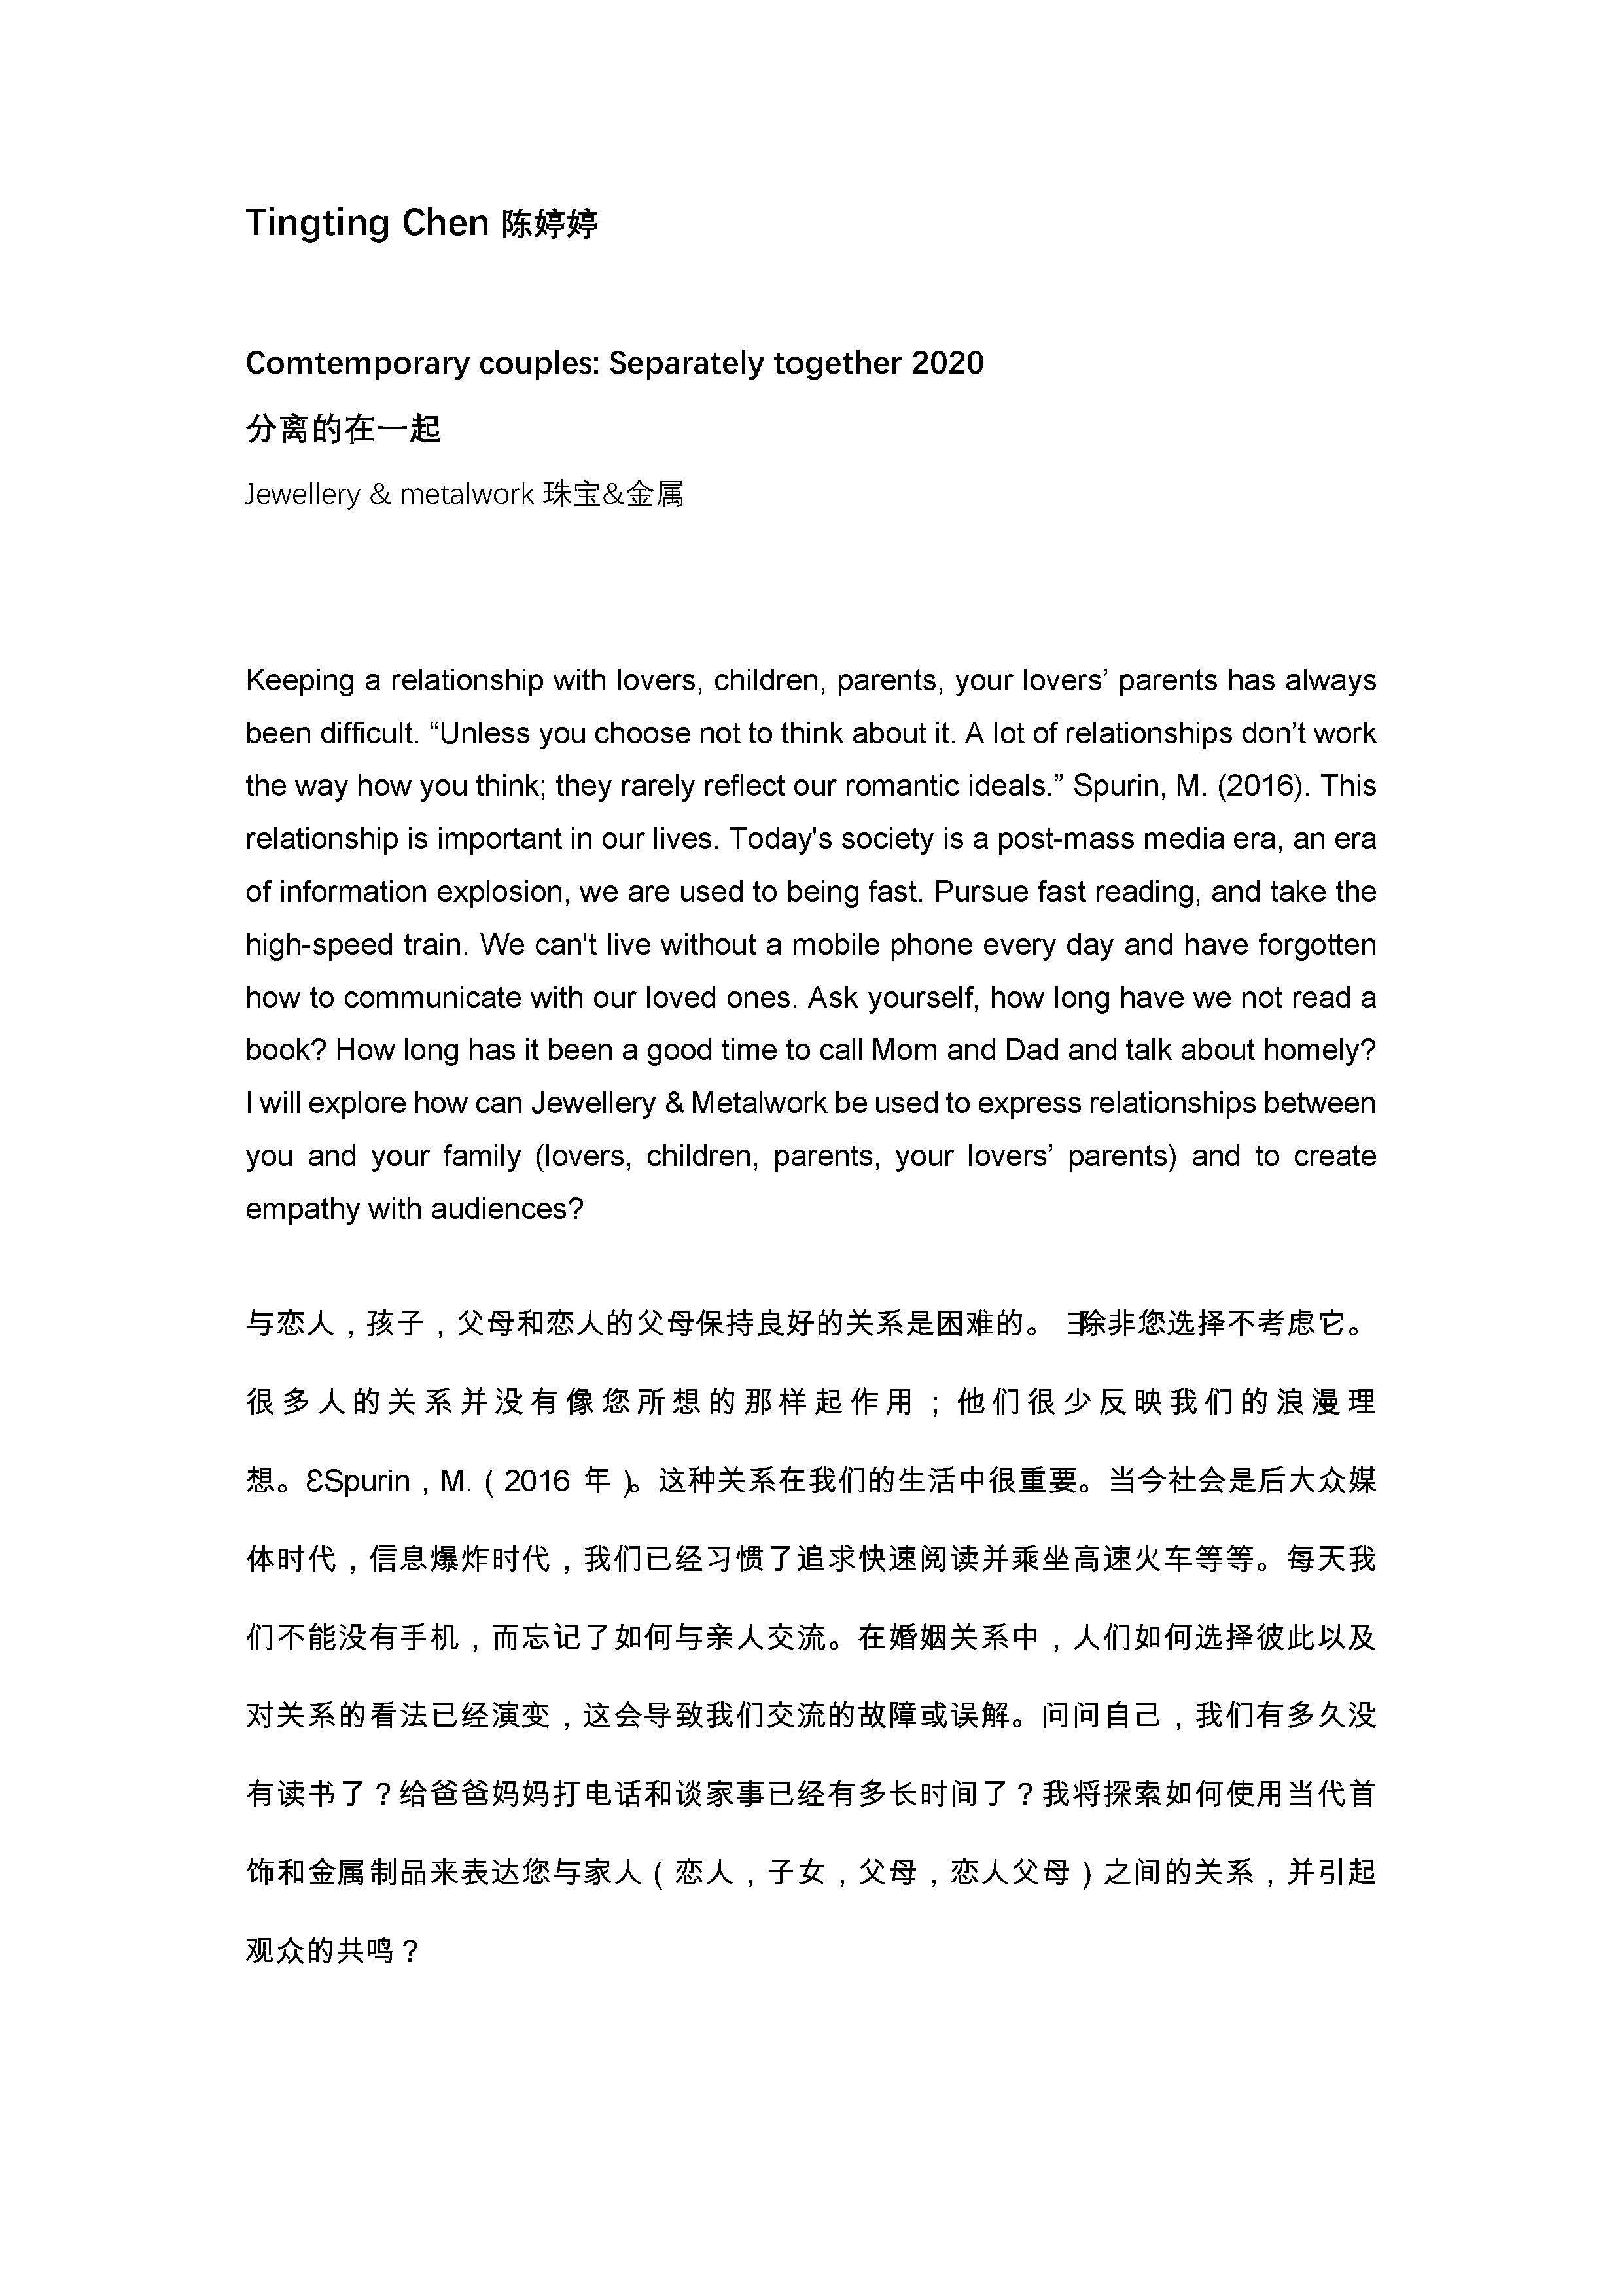 Tingting Chen 陈婷婷
Comtemporary couples: Separately together 2020
分离的在一起
Jewellery & metalwork 珠宝&金属
Keeping a relationship with lovers, children, parents, your lovers’ parents has always
been difficult. “Unless you choose not to think about it. A lot of relationships don’t work
the way how you think; they rarely reflect our romantic ideals.” Spurin, M. (2016). This
relationship is important in our lives. Today's society is a post-mass media era, an era
of information explosion, we are used to being fast. Pursue fast reading, and take the
high-speed train. We can't live without a mobile phone every day and have forgotten
how to communicate with our loved ones. Ask yourself, how long have we not read a
book? How long has it been a good time to call Mom and Dad and talk about homely?
I will explore how can Jewellery & Metalwork be used to express relationships between
you and your family (lovers, children, parents, your lovers’ parents) and to create
empathy with audiences?
与恋人，孩子，父母和恋人的父母保持良好的关系是困难的。 除非您选择不考虑它。
很多人的关系并没有像您所想的那样起作用；他们很少反映我们的浪漫理
想。ƐSpurin，M.（2016 年）。这种关系在我们的生活中很重要。当今社会是后大众媒
体时代，信息爆炸时代，我们已经习惯了追求快速阅读并乘坐高速火车等等。每天我
们不能没有手机，而忘记了如何与亲人交流。在婚姻关系中，人们如何选择彼此以及
对关系的看法已经演变，这会导致我们交流的故障或误解。问问自己，我们有多久没
有读书了？给爸爸妈妈打电话和谈家事已经有多长时间了？我将探索如何使用当代首
饰和金属制品来表达您与家人（恋人，子女，父母，恋人父母）之间的关系，并引起
观众的共鸣？